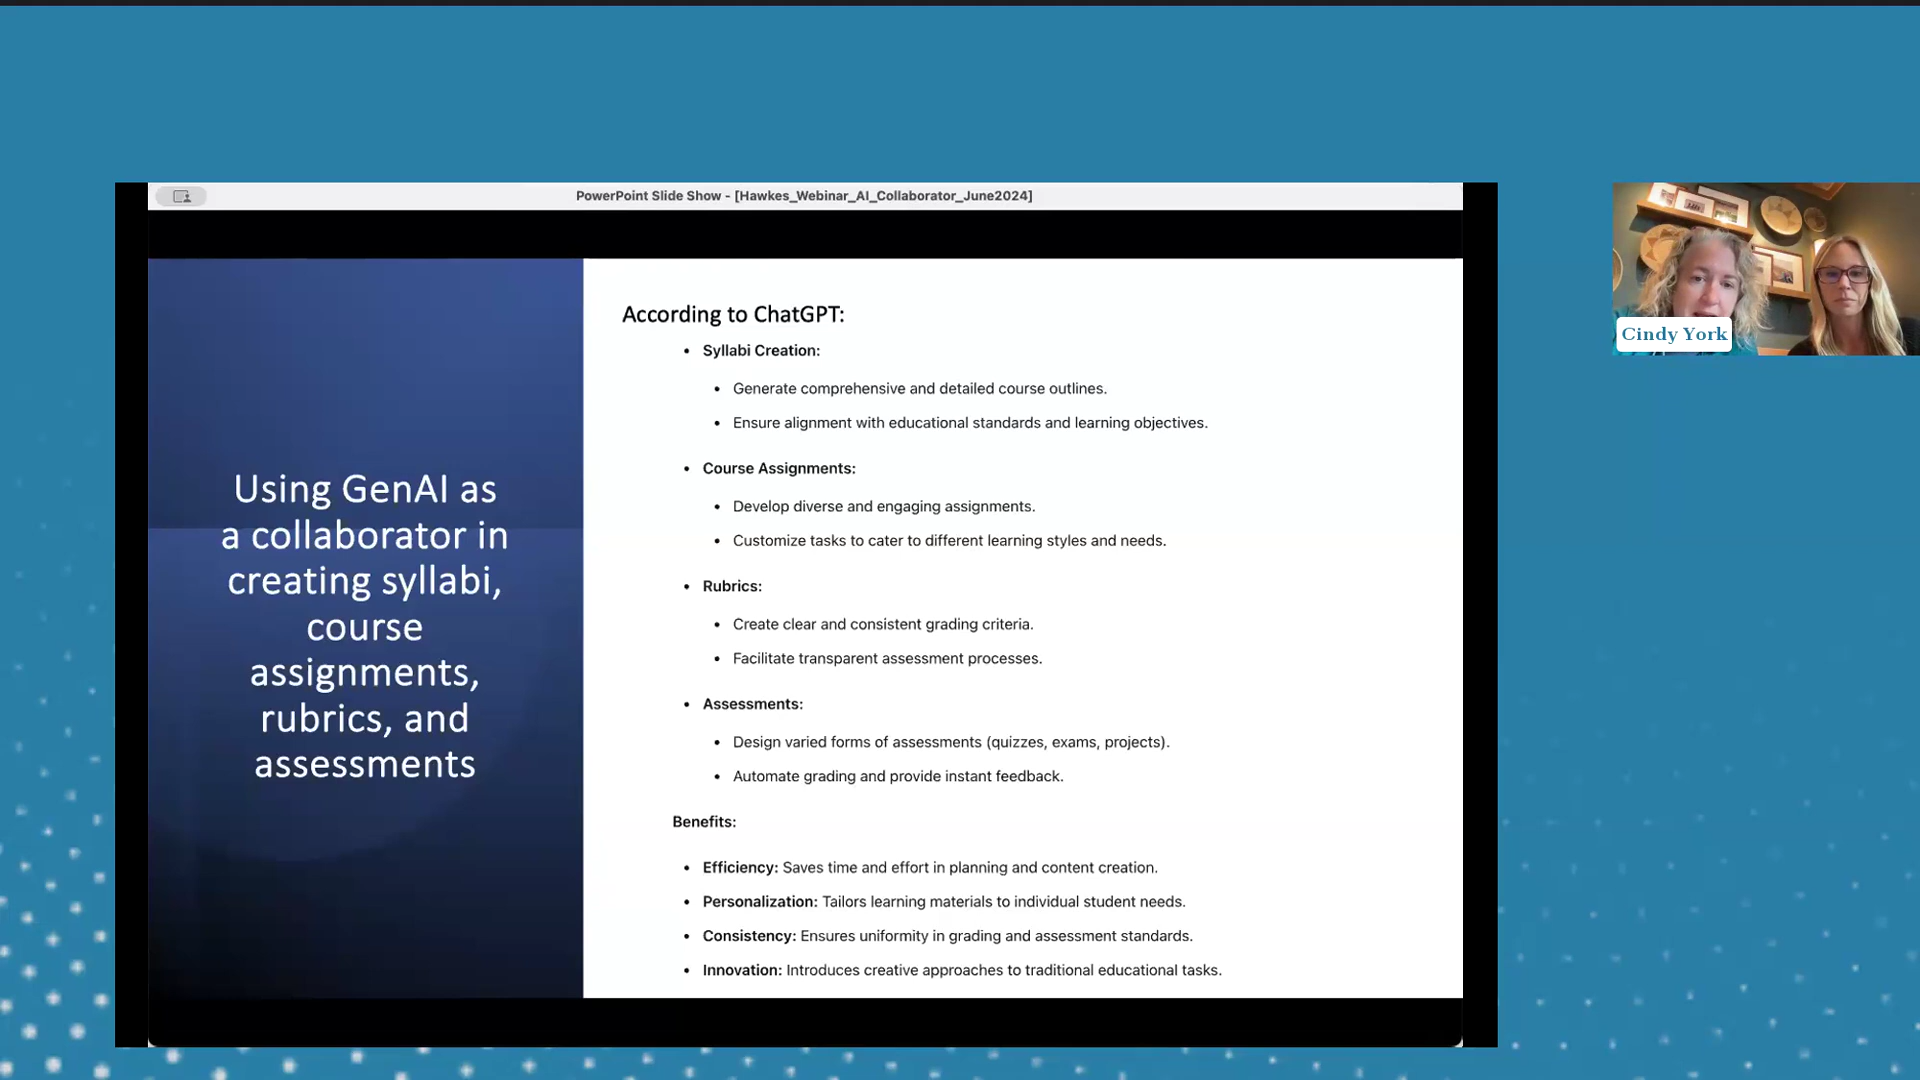 PowerPoint Slide Show - [Hawkes_Webinar_AI_Collaborator_June2024]
Using GenAI as
a collaborator in
creating syllabi,
course
assignments,
rubrics, and
assessments
According to ChatGPT:
• Syllabi Creation:
• Generate comprehensive and detailed course outlines.
• Ensure alignment with educational standards and learning objectives.
• Course Assignments:
• Develop diverse and engaging assignments.
• Customize tasks to cater to different learning styles and needs.
• Rubrics:
• Create clear and consistent grading criteria.
• Facilitate transparent assessment processes.
• Assessments:
• Design varied forms of assessments (quizzes, exams, projects).
• Automate grading and provide instant feedback.
Benefits:
• Efficiency: Saves time and effort in planning and content creation.
• Personalization: Tailors learning materials to individual student needs.
• Consistency: Ensures uniformity in grading and assessment standards.
• Innovation: Introduces creative approaches to traditional educational tasks.
Cindy York